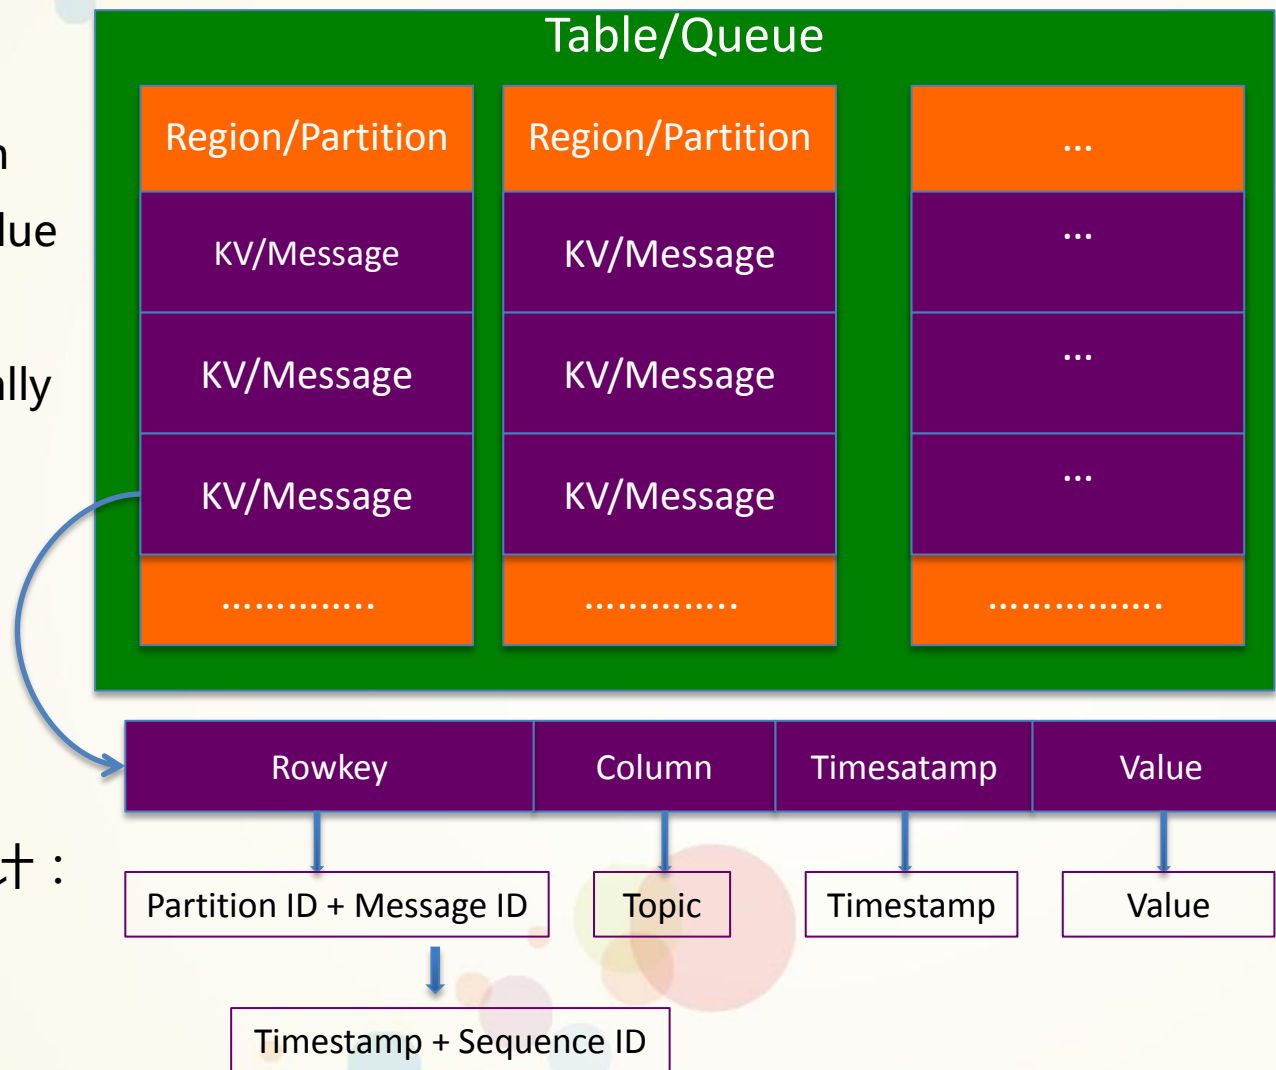 Table/Queue
Region/Partition
Region/Partition
...
KV/Message
KV/Message
...
KV/Message
KV/Message
...
KV/Message
KV/Message
...
…………..
…………..
…………….
Rowkey
Column
Timesatamp
Value
Partition ID + Message ID
Topic
Timestamp
Value
Timestamp + Sequence ID